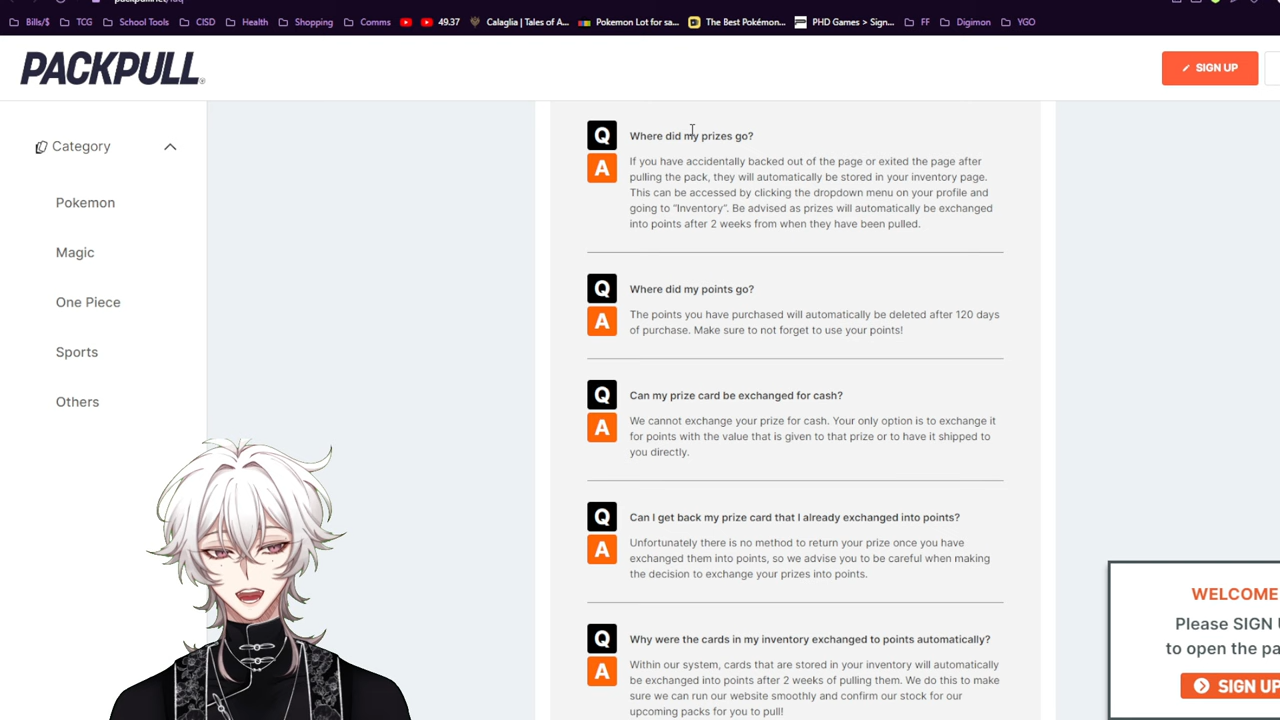 Bills/$
TCG
School Tools
CISD
Health
Shopping
Comms
49.37
Calaglia | Tales of A...
Pokemon Lot for sa...
The Best Pokémon...
PHD Games > Sign...
FF
Digimon
YGO
PACKPULL
SIGN UP
Category
Pokemon
Magic
One Piece
Sports
Others
Q
Where did my prizes go?
A
If you have accidentally backed out of the page or exited the page after
pulling the pack, they will automatically be stored in your inventory page.
This can be accessed by clicking the dropdown menu on your profile and
going to “Inventory”. Be advised as prizes will automatically be exchanged
into points after 2 weeks from when they have been pulled.
Q
Where did my points go?
A
The points you have purchased will automatically be deleted after 120 days
of purchase. Make sure to not forget to use your points!
Q
Can my prize card be exchanged for cash?
A
We cannot exchange your prize for cash. Your only option is to exchange it
for points with the value that is given to that prize or to have it shipped to
you directly.
Q
Can I get back my prize card that I already exchanged into points?
A
Unfortunately there is no method to return your prize once you have
exchanged them into points, so we advise you to be careful when making
the decision to exchange your prizes into points.
Q
Why were the cards in my inventory exchanged to points automatically?
A
Within our system, cards that are stored in your inventory will automatically
be exchanged into points after 2 weeks of pulling them. We do this to make
sure we can run our website smoothly and confirm our stock for our
upcoming packs for you to pull!
WELCOME
Please SIGN U
to open the pa
SIGN UP